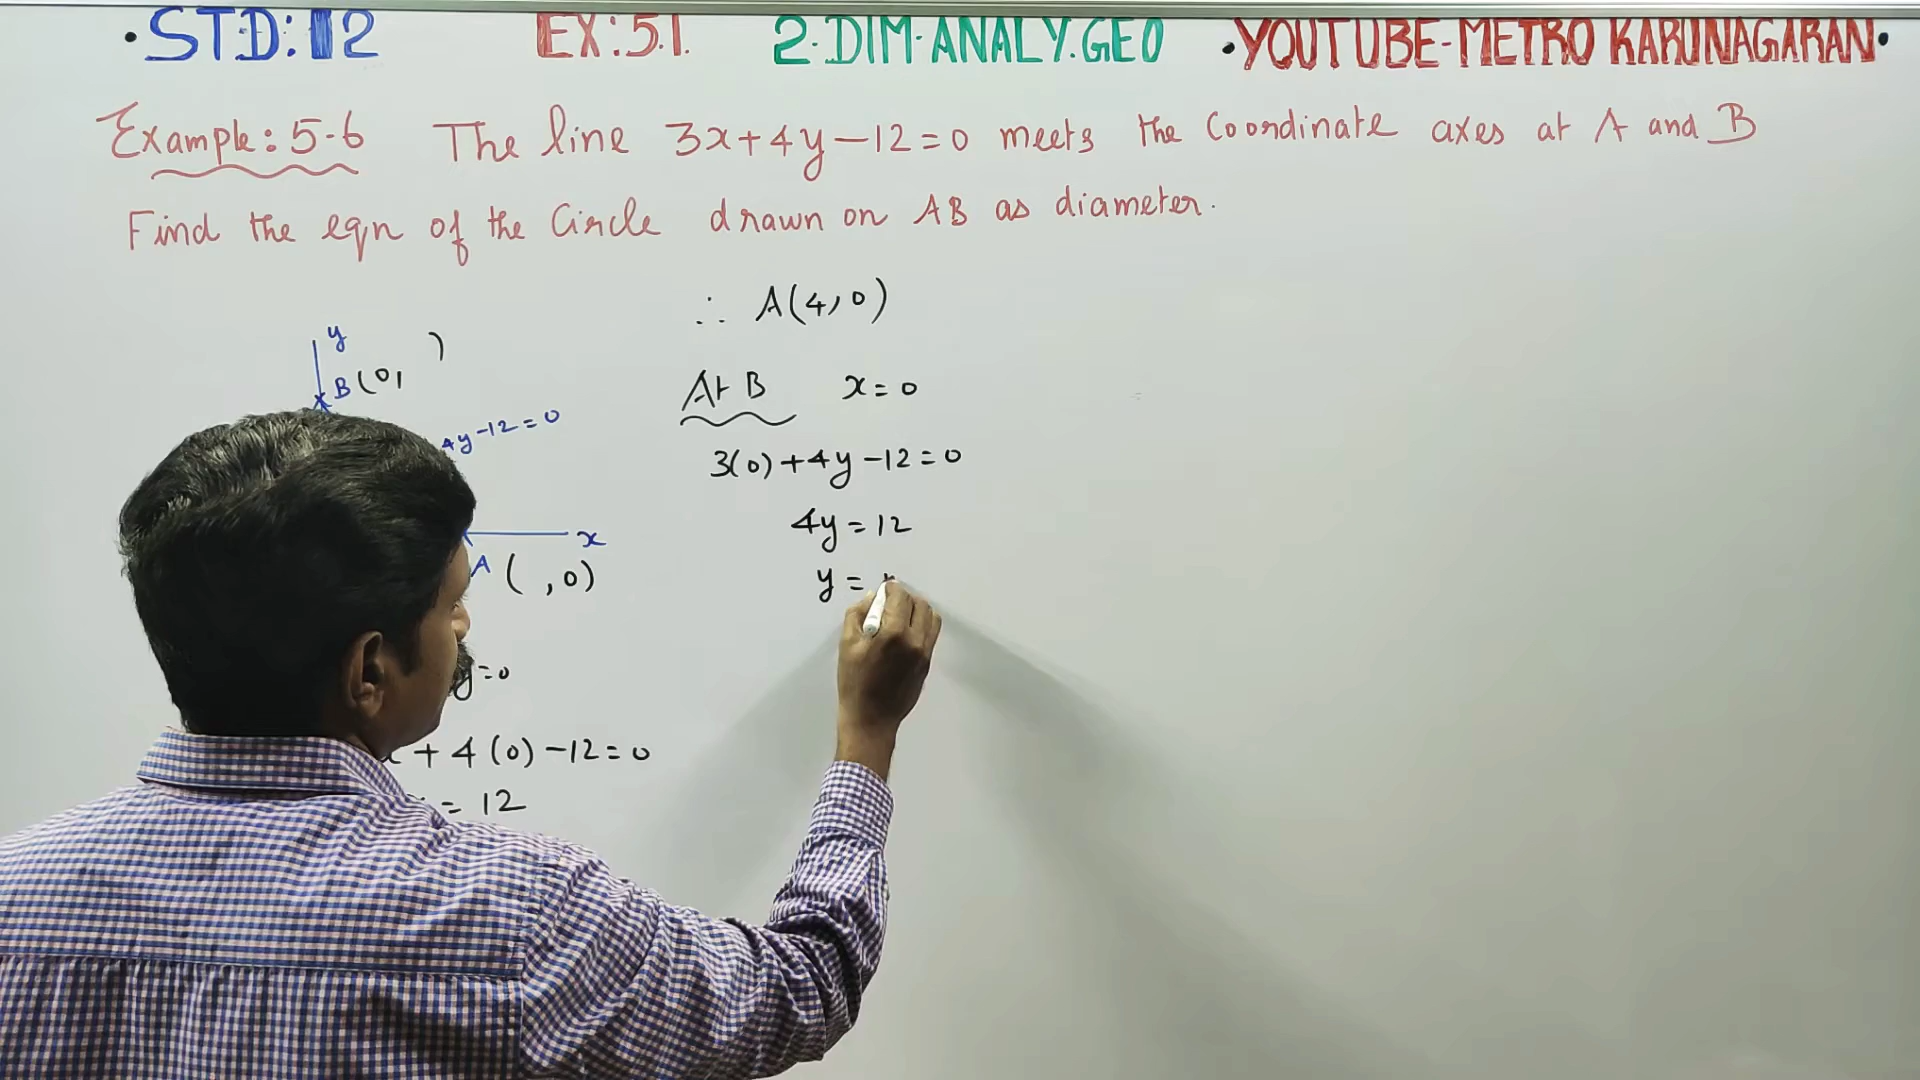 • STD: 12 EX: 5.1. 2-DIM-ANALY.GEO • YOUTUBE-METRO KARUNAGARAN •
Example: 5-6 The line 3x+4y-12=0 meets the Coordinate axes at A and B
Find the eqn of the Circle drawn on AB as diameter.
y
B(0, )
4y-12=0
x
A ( ,0)
y=0
+ 4(0)-12=0
= 12
∴ A(4,0)
At B x=0
3(0)+4y-12=0
4y=12
y=